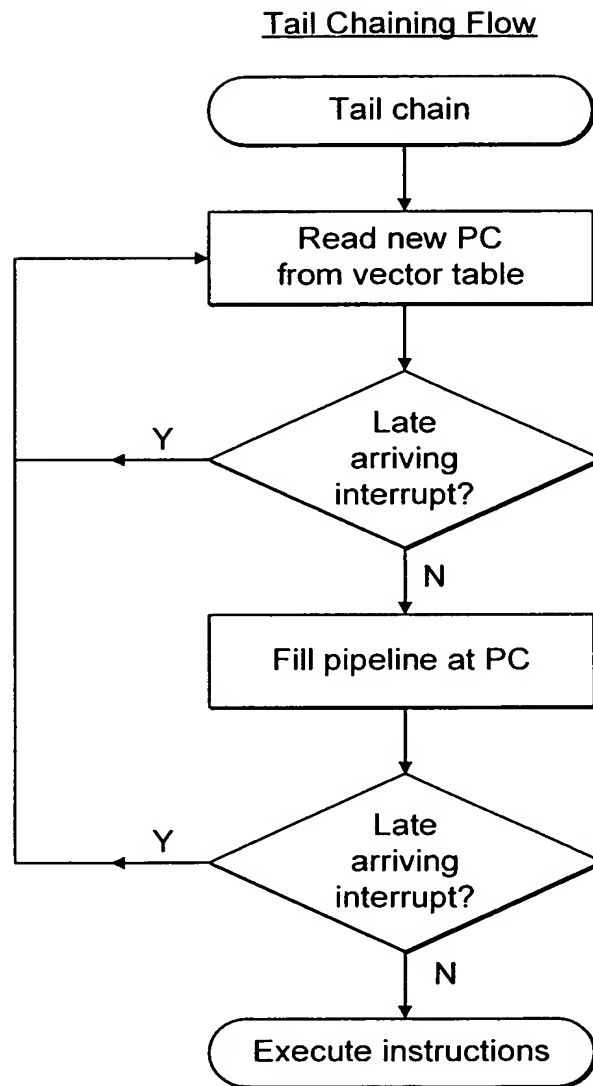 Tail Chaining Flow
Tail chain
Read new PC
from vector table
Y
Late
arriving
interrupt?
N
Fill pipeline at PC
Y
Late
arriving
interrupt?
N
Execute instructions